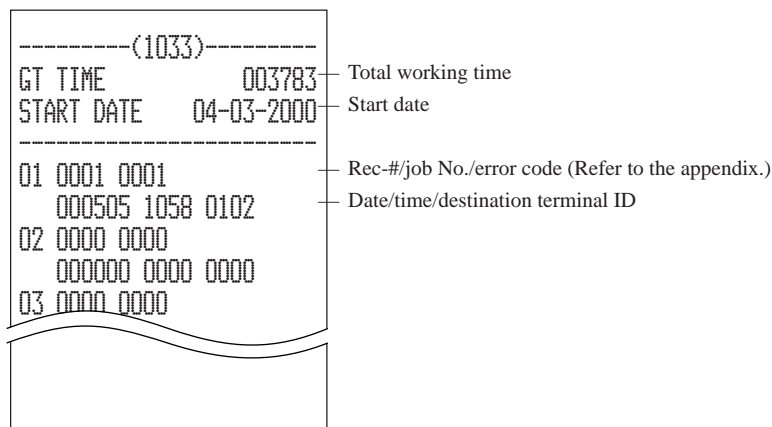 ----------(1033)----------
GT TIME 003783 Total working time
START DATE 04-03-2000 Start date
--------------------------
01 0001 0001 Rec-#/job No./error code (Refer to the appendix.)
000505 1058 0102 Date/time/destination terminal ID
02 0000 0000
000000 0000 0000
03 0000 0000